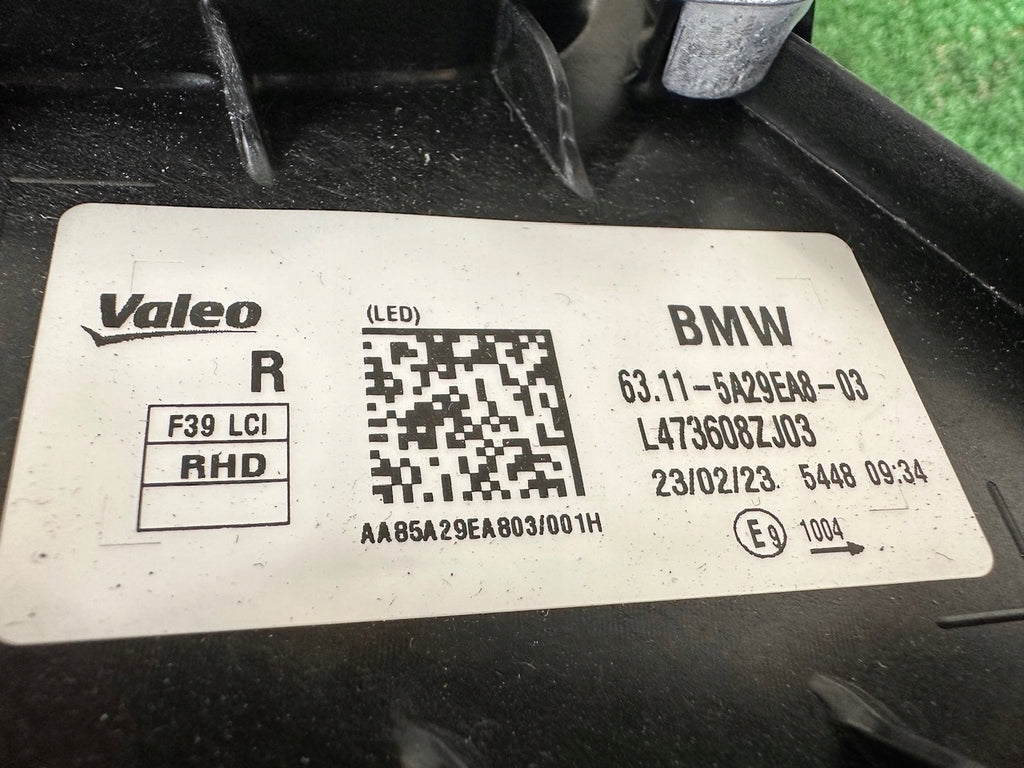 Valeo
R
F39 LCI
RHD
(LED)
AA85A29EA803/001H
BMW
63.11-5A29EA8-03
L473608ZJ03
23/02/23 5448 09:34
E9 1004